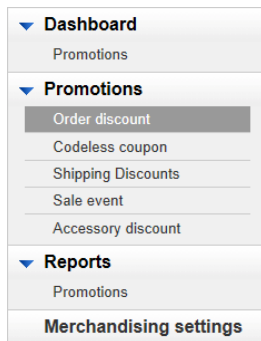 Dashboard
Promotions
Promotions
Order discount
Codeless coupon
Shipping Discounts
Sale event
Accessory discount
Reports
Promotions
Merchandising settings